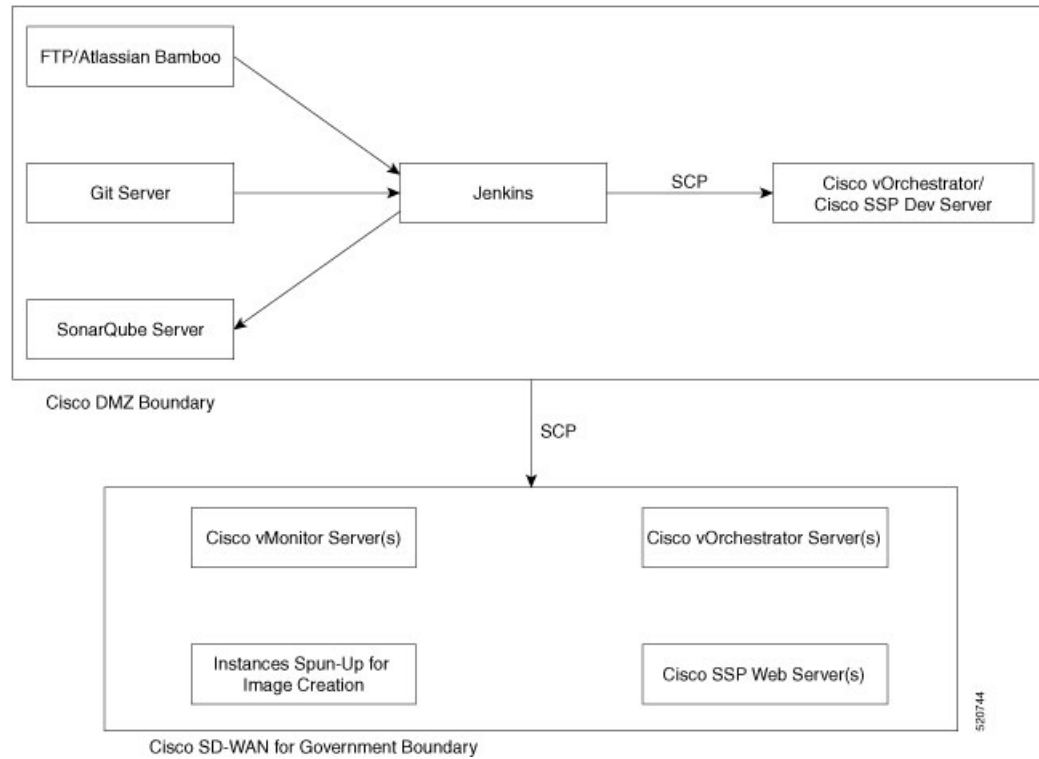 FTP/Atlassian Bamboo
Git Server
Jenkins
SCP
Cisco vOrchestrator/
Cisco SSP Dev Server
SonarQube Server
Cisco DMZ Boundary
SCP
Cisco vMonitor Server(s)
Cisco vOrchestrator Server(s)
Instances Spun-Up for
Image Creation
Cisco SSP Web Server(s)
Cisco SD-WAN for Government Boundary
520744